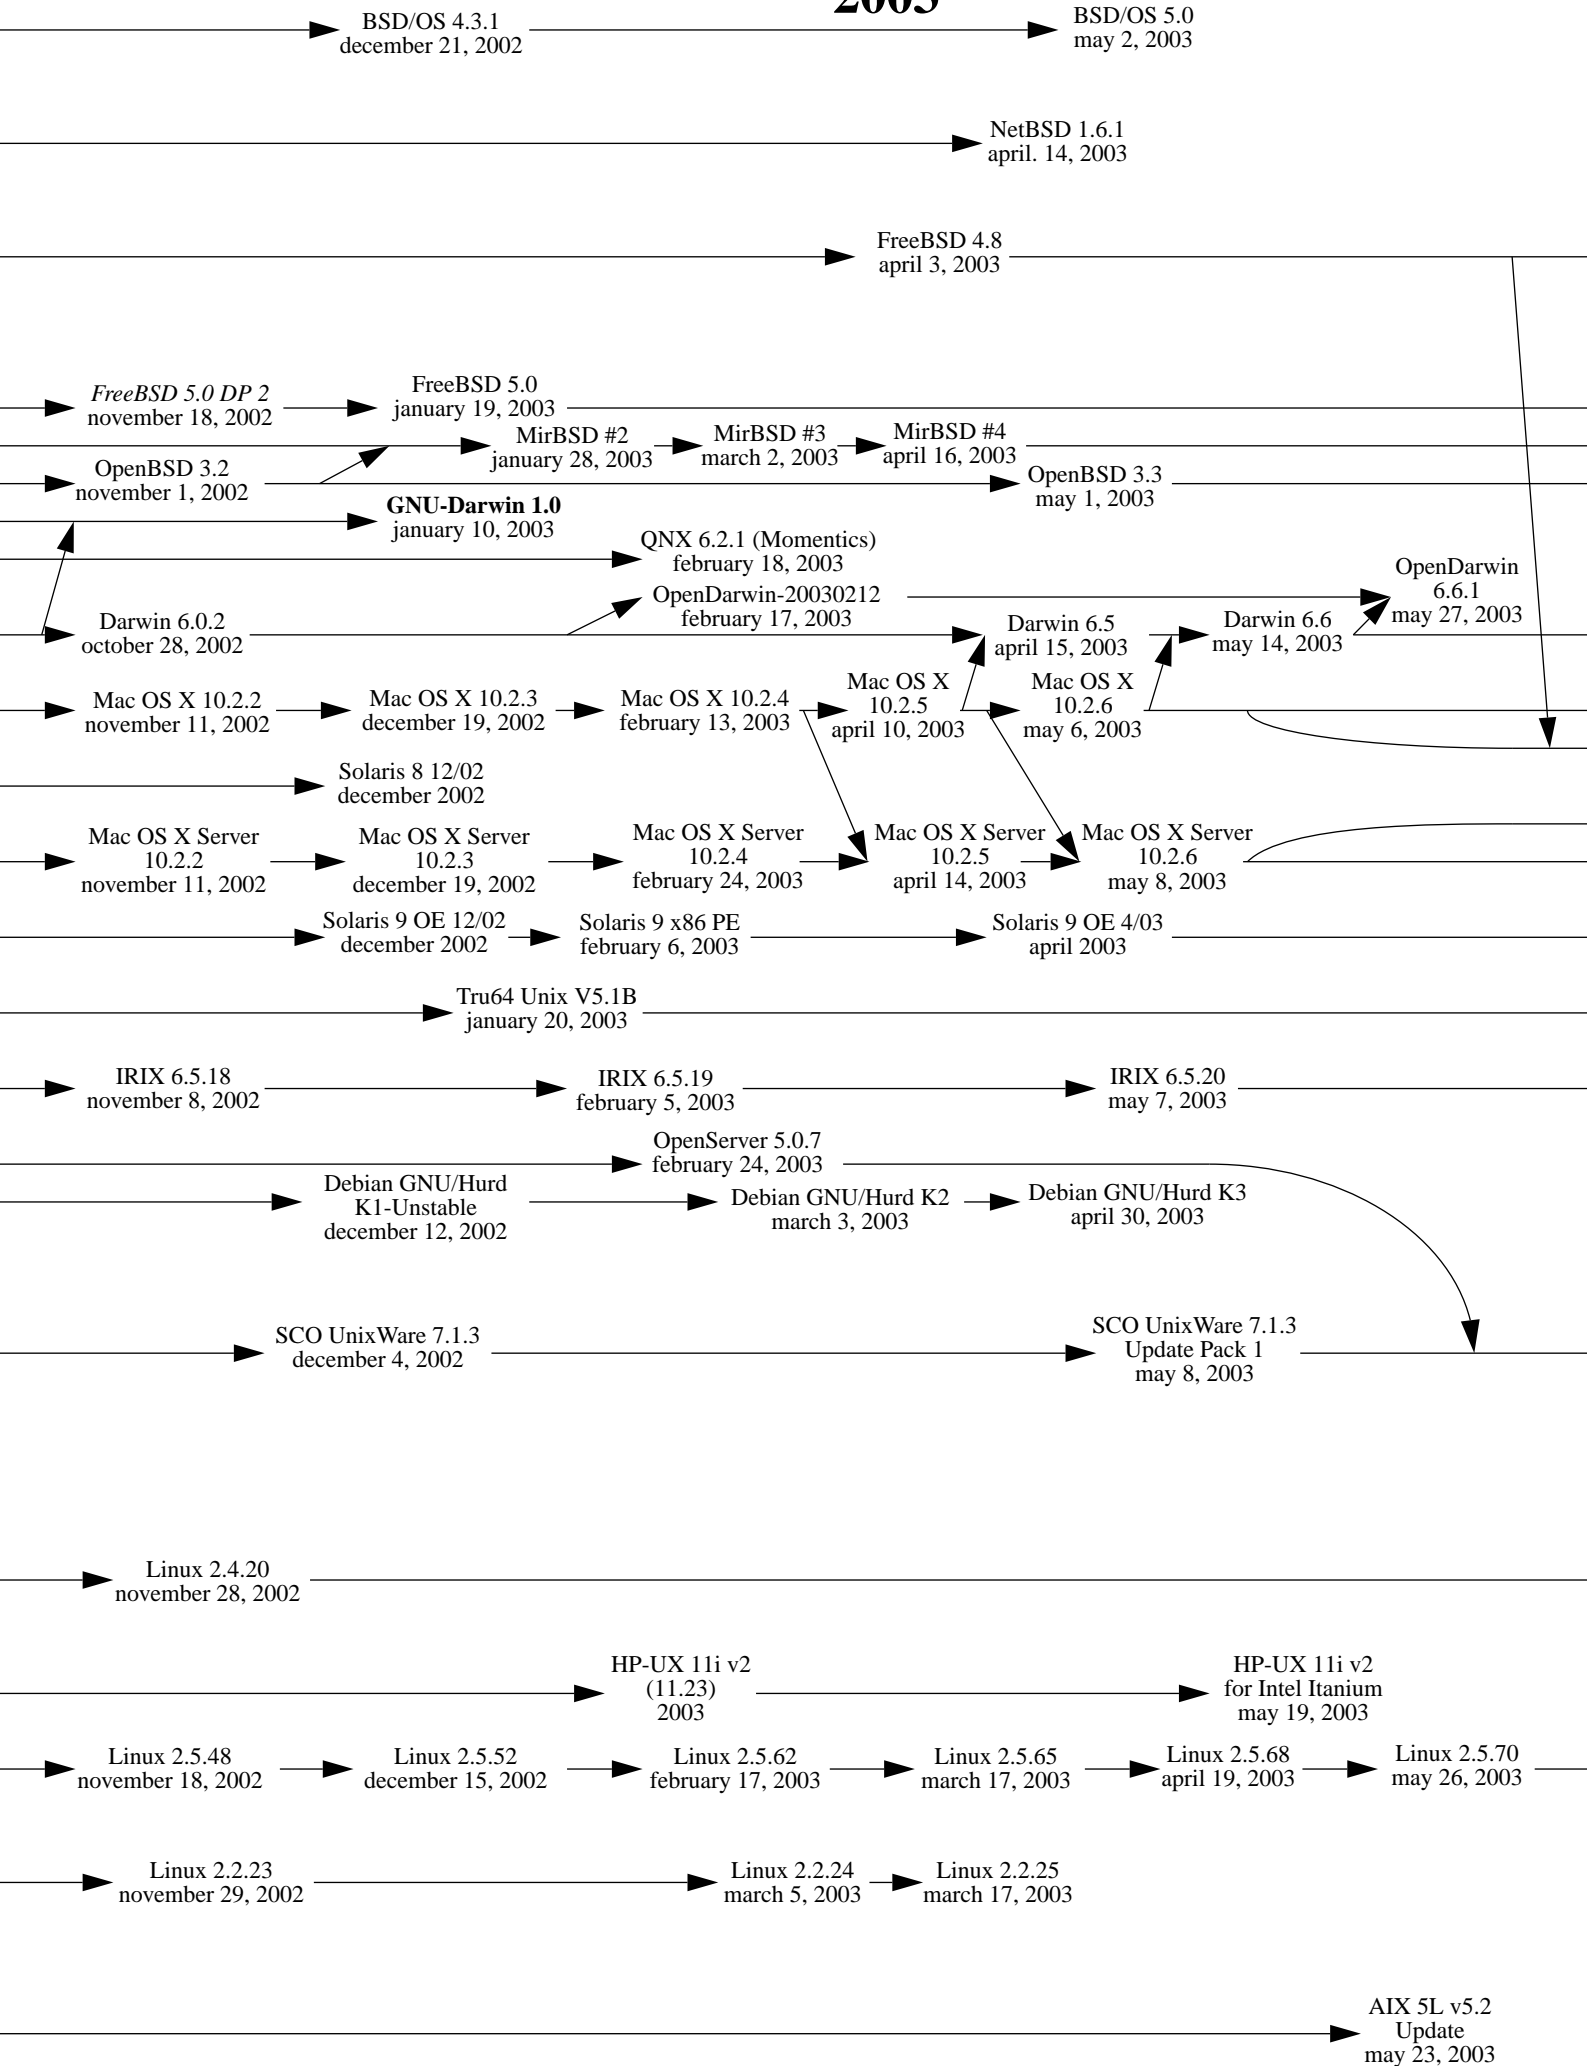 2003
BSD/OS 4.3.1
december 21, 2002
BSD/OS 5.0
may 2, 2003
NetBSD 1.6.1
april. 14, 2003
FreeBSD 4.8
april 3, 2003
FreeBSD 5.0 DP 2
november 18, 2002
FreeBSD 5.0
january 19, 2003
MirBSD #2
january 28, 2003
MirBSD #3
march 2, 2003
MirBSD #4
april 16, 2003
OpenBSD 3.2
november 1, 2002
OpenBSD 3.3
may 1, 2003
GNU-Darwin 1.0
january 10, 2003
QNX 6.2.1 (Momentics)
february 18, 2003
OpenDarwin-20030212
february 17, 2003
OpenDarwin
6.6.1
may 27, 2003
Darwin 6.0.2
october 28, 2002
Darwin 6.5
april 15, 2003
Darwin 6.6
may 14, 2003
Mac OS X 10.2.2
november 11, 2002
Mac OS X 10.2.3
december 19, 2002
Mac OS X 10.2.4
february 13, 2003
Mac OS X
10.2.5
april 10, 2003
Mac OS X
10.2.6
may 6, 2003
Solaris 8 12/02
december 2002
Mac OS X Server
10.2.2
november 11, 2002
Mac OS X Server
10.2.3
december 19, 2002
Mac OS X Server
10.2.4
february 24, 2003
Mac OS X Server
10.2.5
april 14, 2003
Mac OS X Server
10.2.6
may 8, 2003
Solaris 9 OE 12/02
december 2002
Solaris 9 x86 PE
february 6, 2003
Solaris 9 OE 4/03
april 2003
Tru64 Unix V5.1B
january 20, 2003
IRIX 6.5.18
november 8, 2002
IRIX 6.5.19
february 5, 2003
IRIX 6.5.20
may 7, 2003
OpenServer 5.0.7
february 24, 2003
Debian GNU/Hurd
K1-Unstable
december 12, 2002
Debian GNU/Hurd K2
march 3, 2003
Debian GNU/Hurd K3
april 30, 2003
SCO UnixWare 7.1.3
december 4, 2002
SCO UnixWare 7.1.3
Update Pack 1
may 8, 2003
Linux 2.4.20
november 28, 2002
HP-UX 11i v2
(11.23)
2003
HP-UX 11i v2
for Intel Itanium
may 19, 2003
Linux 2.5.48
november 18, 2002
Linux 2.5.52
december 15, 2002
Linux 2.5.62
february 17, 2003
Linux 2.5.65
march 17, 2003
Linux 2.5.68
april 19, 2003
Linux 2.5.70
may 26, 2003
Linux 2.2.23
november 29, 2002
Linux 2.2.24
march 5, 2003
Linux 2.2.25
march 17, 2003
AIX 5L v5.2
Update
may 23, 2003